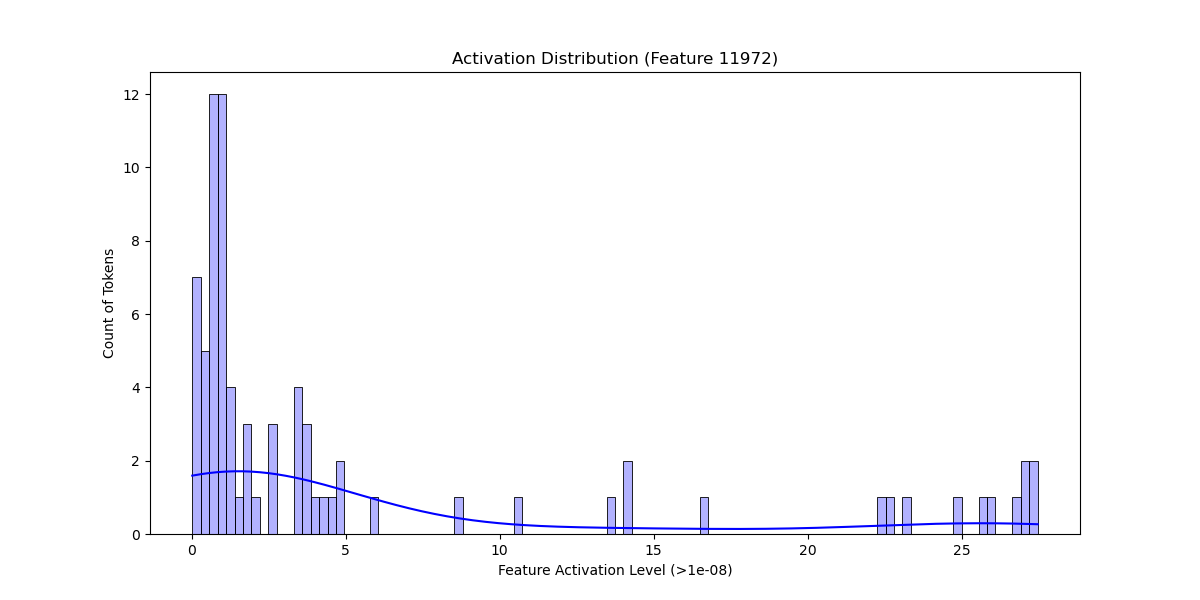 Activation Distribution (Feature 11972)
12
10
8
6
4
2
0
Count of Tokens
0 5 10 15 20 25
Feature Activation Level (>1e-08)